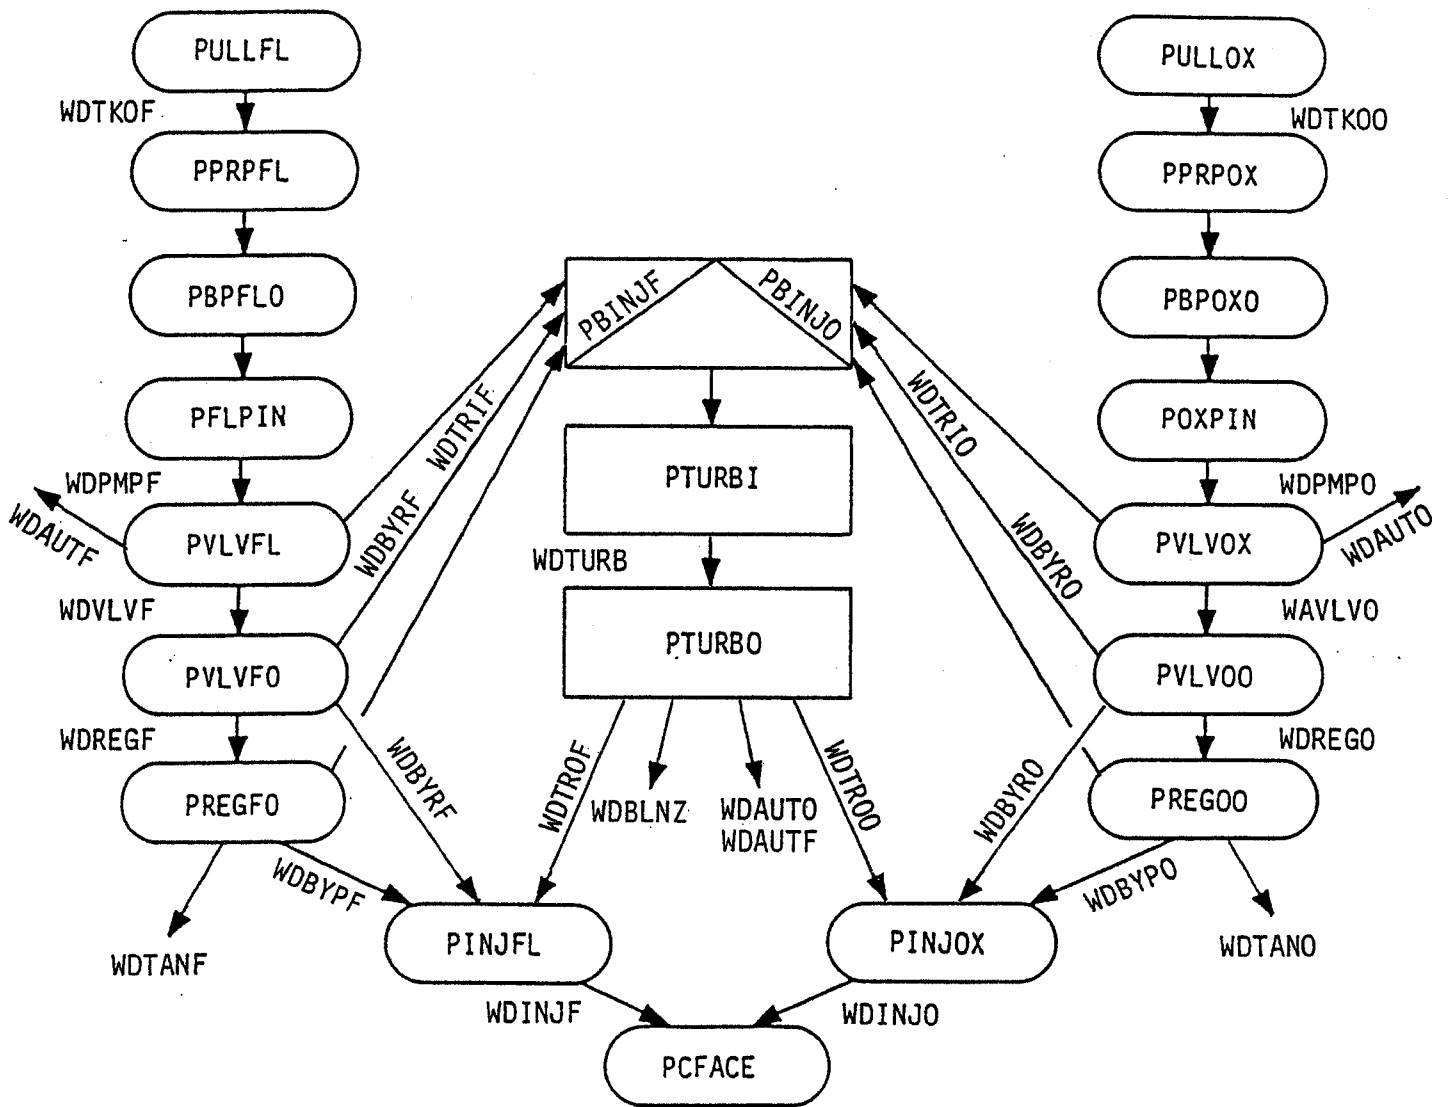 PULLFL
PULLOX
WDTKOF
WDTKOO
PPRPFL
PPRPOX
PBPFLO
PBINJF
PBINJO
PBPOXO
PFLPIN
WDTRIF
WDTRIO
POXPIN
WDPMPF
PTURBI
WDPMPO
WDAUTF
PVLVFL
WDBYRF
WDTURB
WDBYRO
PVLVOX
WDAUTO
WDVLVF
WAVLVO
PVLVFO
PTURBO
PVLVOO
WDREGF
WDREGO
PREGFO
WDBYRF
WDTROF
WDBLNZ
WDAUTO
WDAUTF
WDTROO
WDBYRO
PREGOO
WDBYPF
WDBYPO
WDTANF
PINJFL
PINJOX
WDTANO
WDINJF
WDINJO
PCFACE